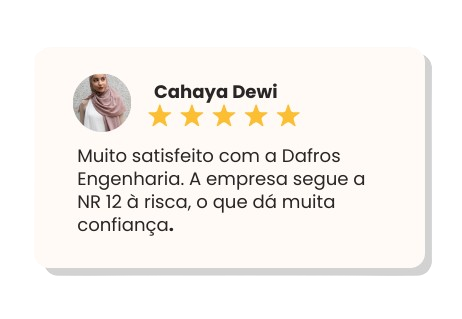 Cahaya Dewi
Muito satisfeito com a Dafros
Engenharia. A empresa segue a
NR 12 à risca, o que dá muita
confiança.